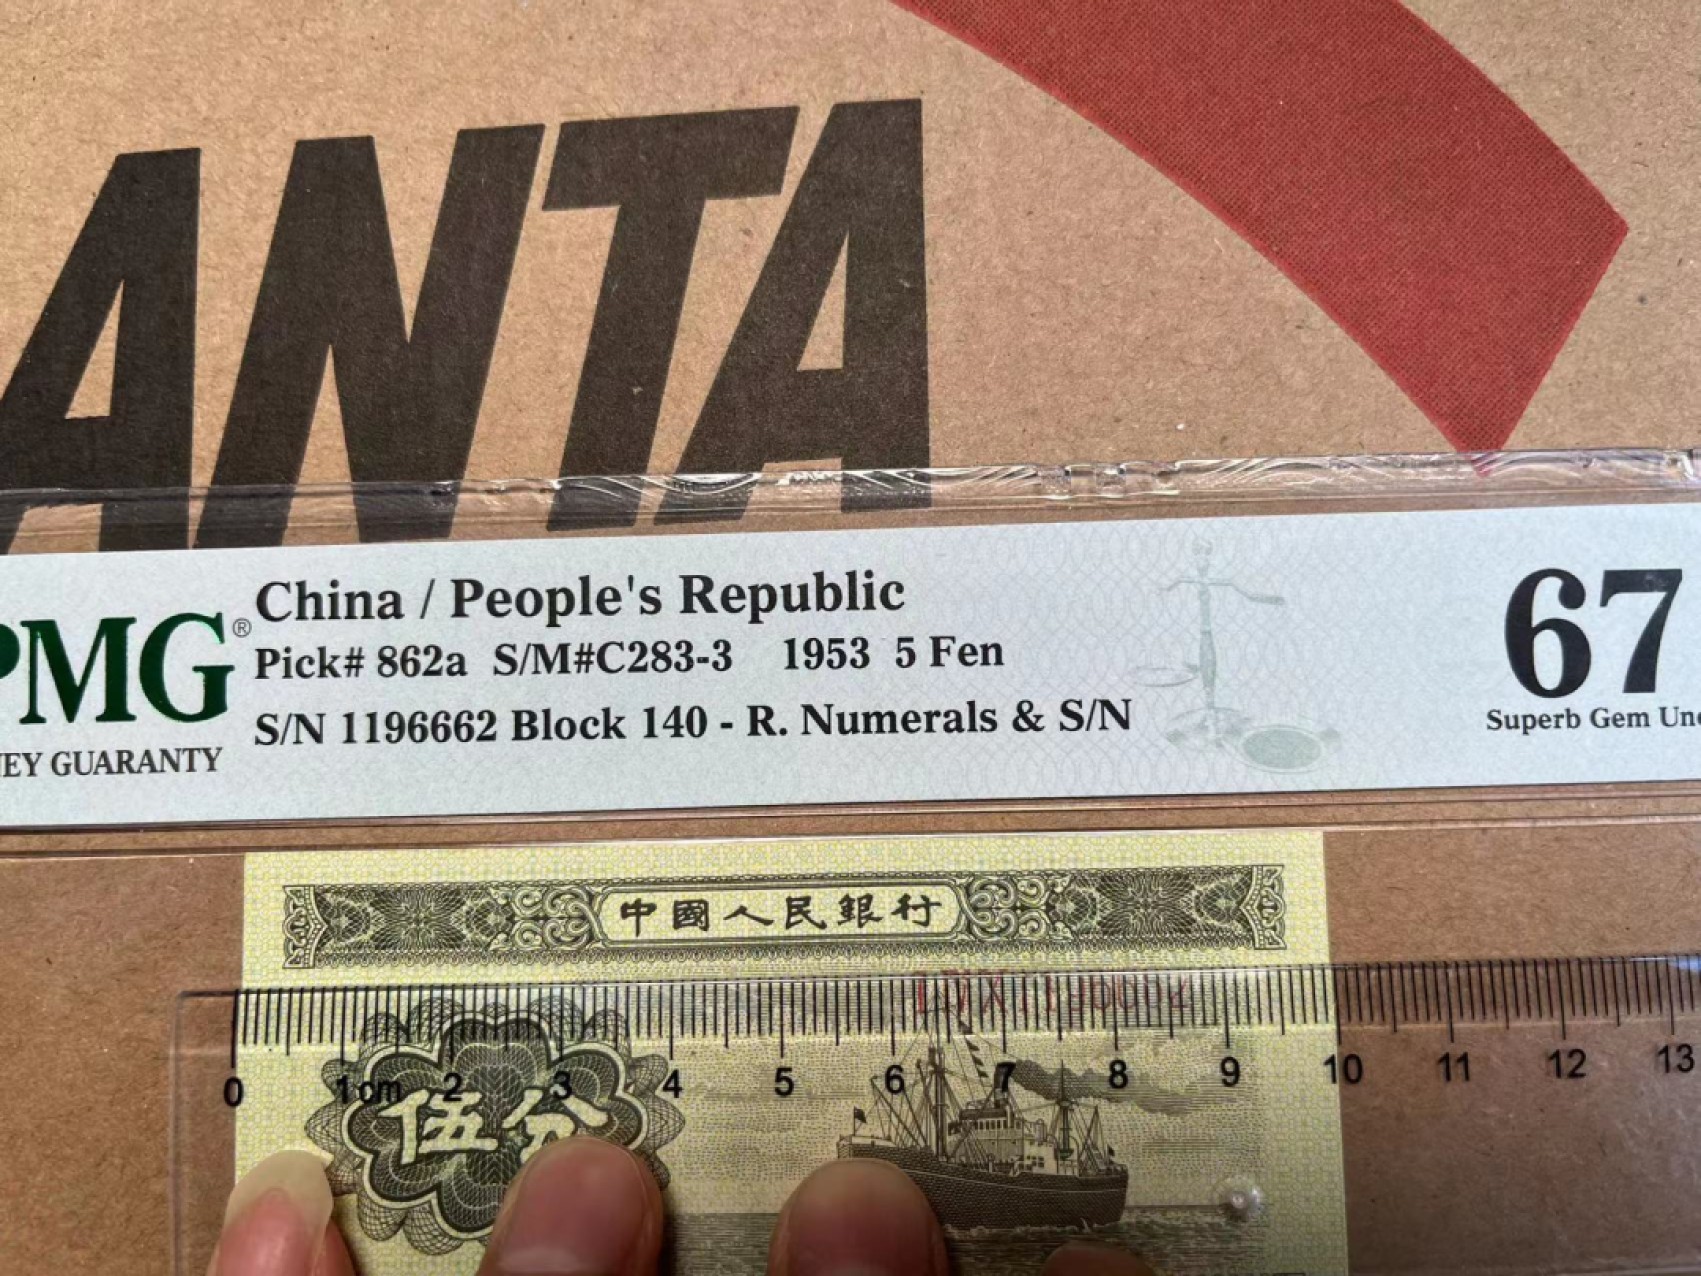 ANTA
PMG®
China / People's Republic
Pick# 862a S/M#C283-3 1953 5 Fen
S/N 1196662 Block 140 - R. Numerals & S/N
EY GUARANTY
67
Superb Gem Unc
中國人民銀行
0 1cm 2 3 4 5 6 7 8 9 10 11 12 13
伍分